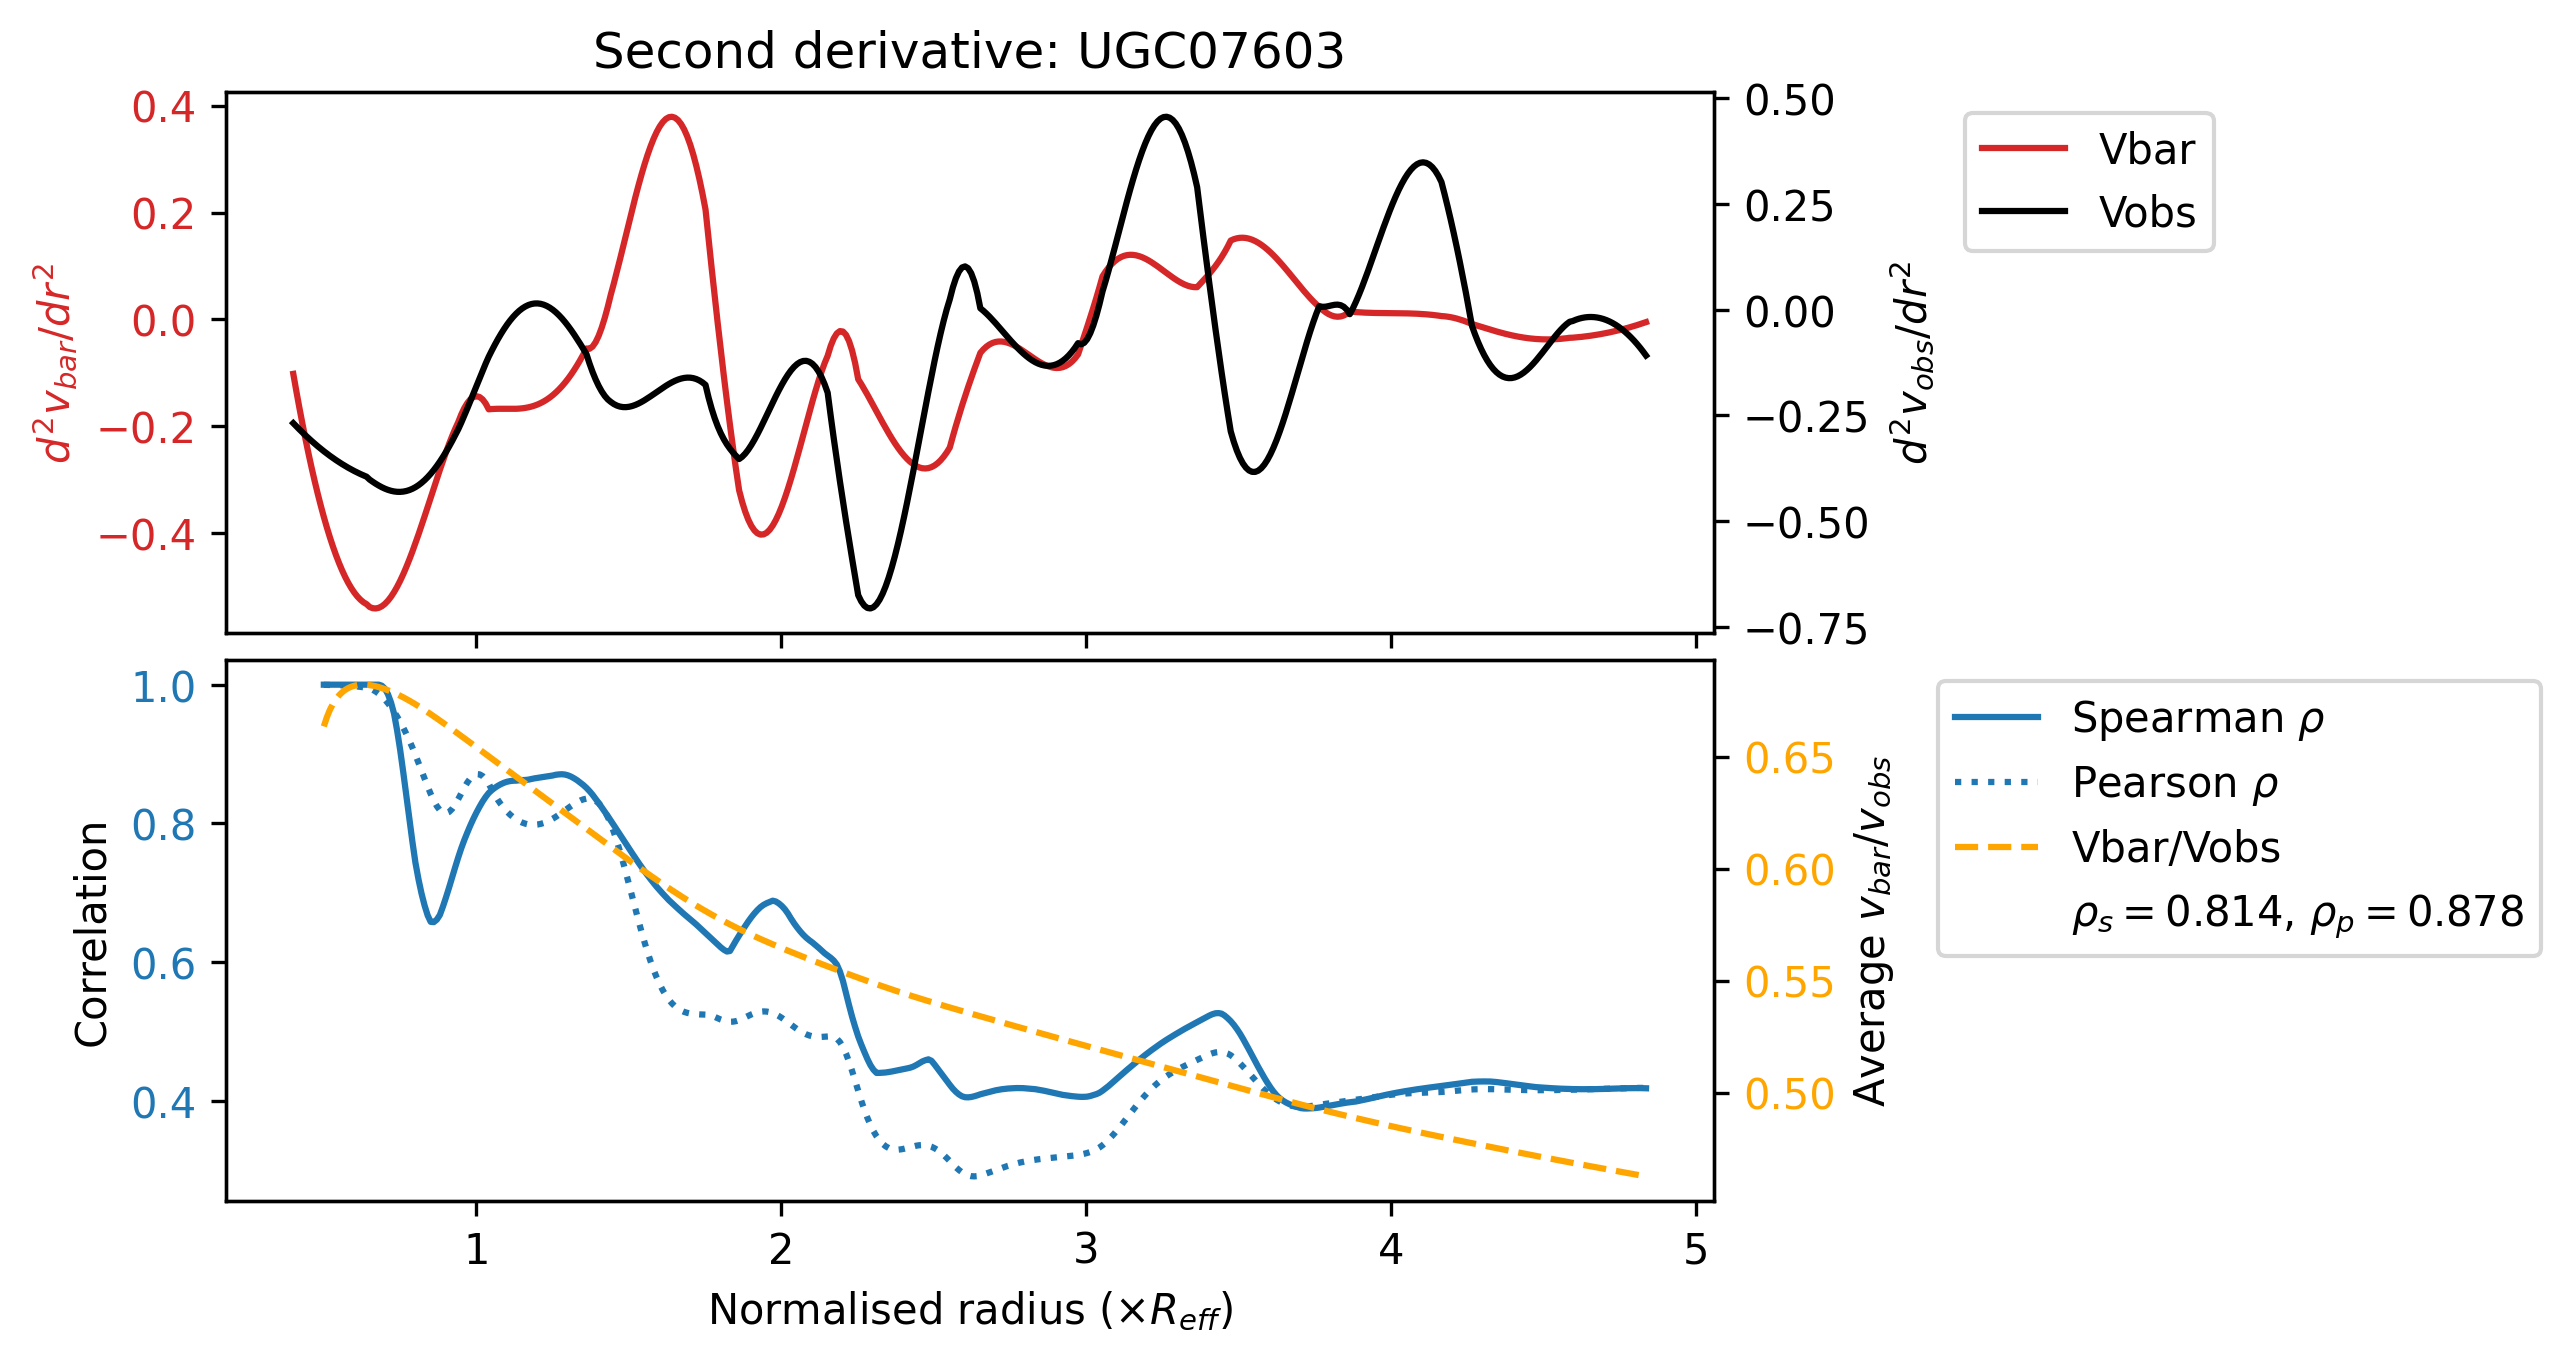 Second derivative: UGC07603
0.4
0.2
0.0
−0.2
−0.4
d²v_bar/dr²
0.50
0.25
0.00
−0.25
−0.50
−0.75
d²v_obs/dr²
Vbar
Vobs
1.0
0.8
0.6
0.4
Correlation
0.65
0.60
0.55
0.50
Average v_bar/v_obs
Spearman ρ
Pearson ρ
Vbar/Vobs
ρ_s = 0.814, ρ_p = 0.878
1 2 3 4 5
Normalised radius (×R_eff)